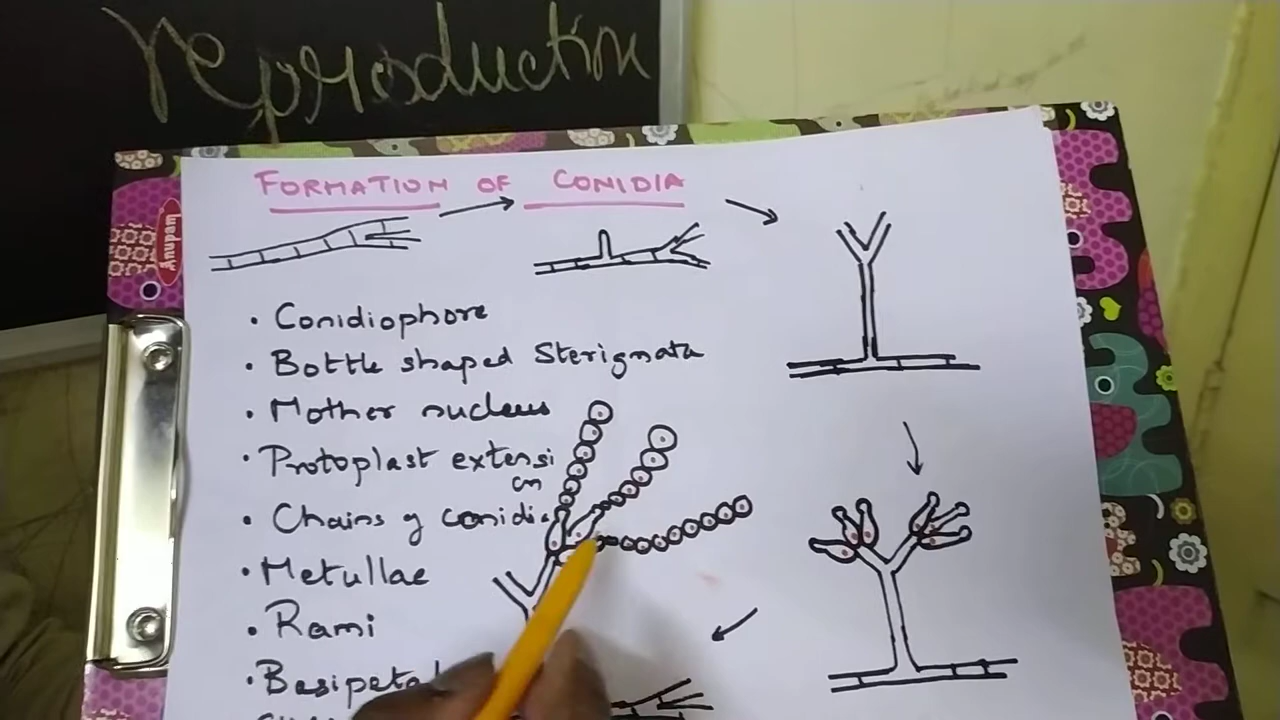 reproduction
FORMATION OF CONIDIA
Anupam
• Conidiophore
• Bottle shaped Sterigmata
• Mother nucleus
• Protoplast extensi
on
• Chains of conidia
• Metullae
• Rami
• Basipetal